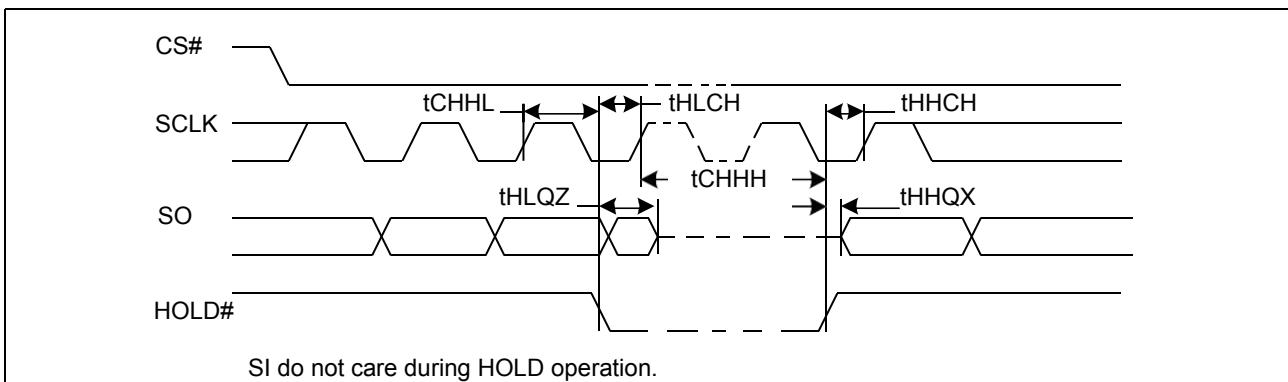 CS#
tCHHL
tHLCH
tHHCH
SCLK
tCHHH
tHLQZ
tHHQX
SO
HOLD#
SI do not care during HOLD operation.